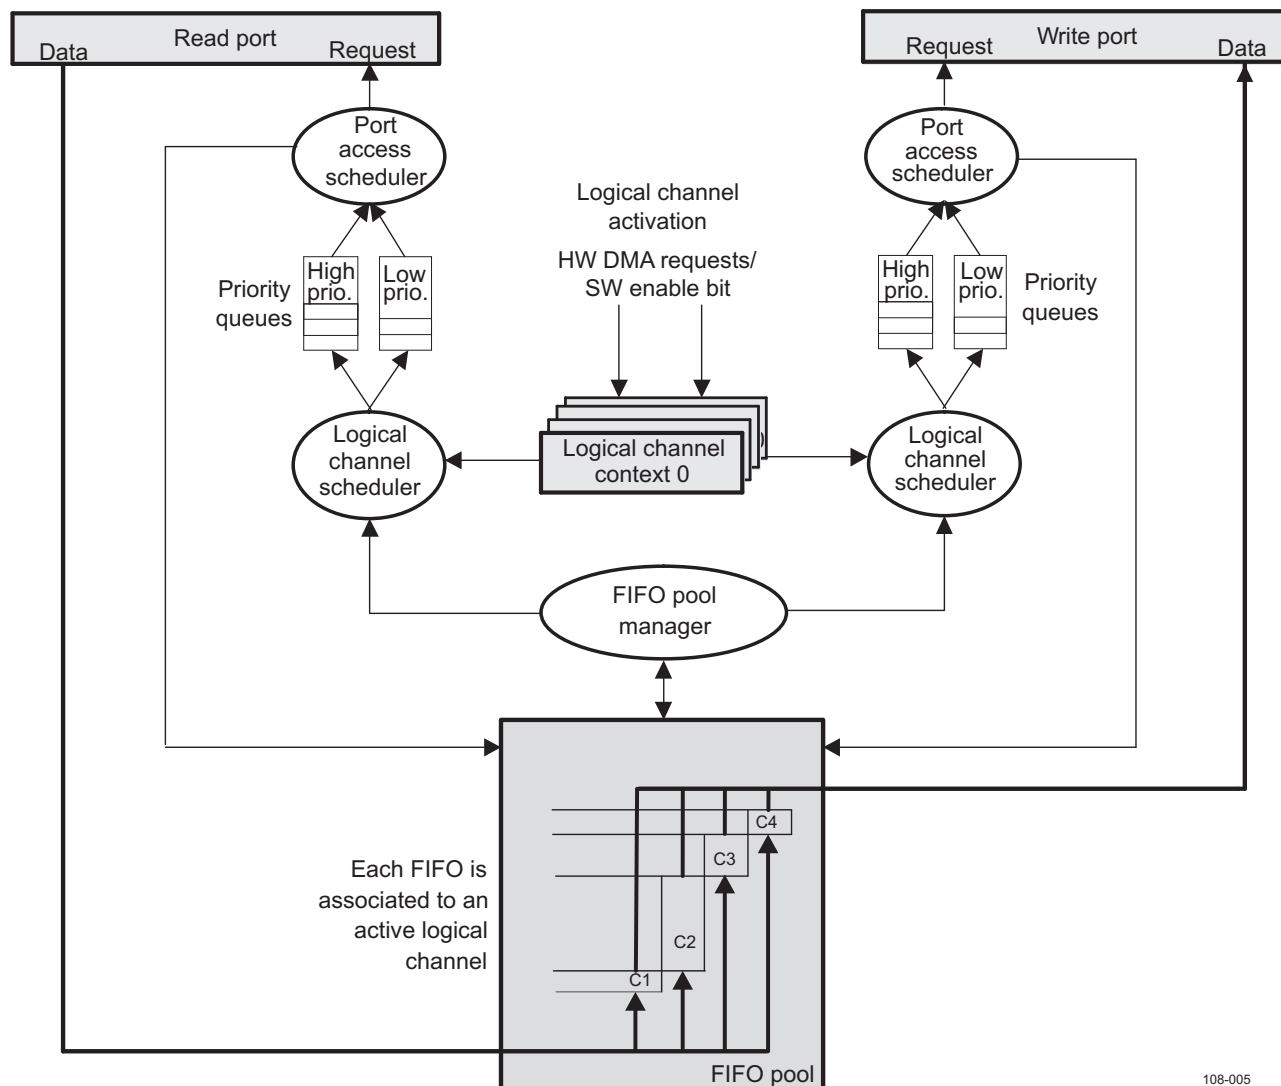 Read port
Data
Request
Write port
Request
Data
Port
access
scheduler
Port
access
scheduler
Logical channel
activation
HW DMA requests/
SW enable bit
Priority
queues
High
prio.
Low
prio.
High
prio.
Low
prio.
Priority
queues
Logical
channel
scheduler
Logical channel
context 0
Logical
channel
scheduler
FIFO pool
manager
C4
C3
C2
C1
Each FIFO is
associated to an
active logical
channel
FIFO pool
108-005